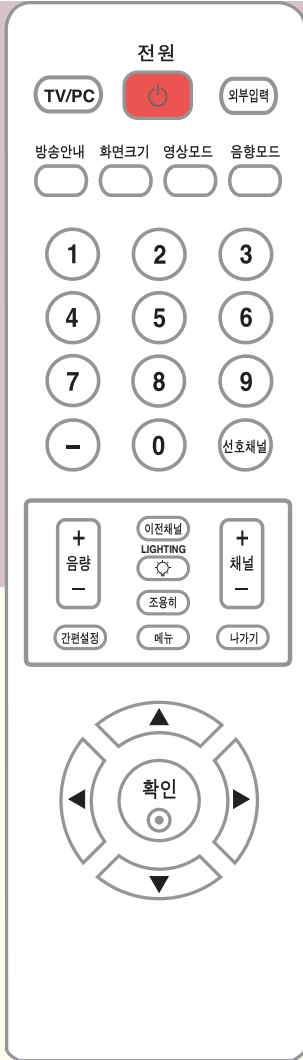 전원
TV/PC 외부입력
방송안내 화면크기 영상모드 음향모드
1 2 3
4 5 6
7 8 9
– 0 선호채널
+ 이전채널 +
LIGHTING
음량 채널
– 조용히 –
간편설정 메뉴 나가기
확인